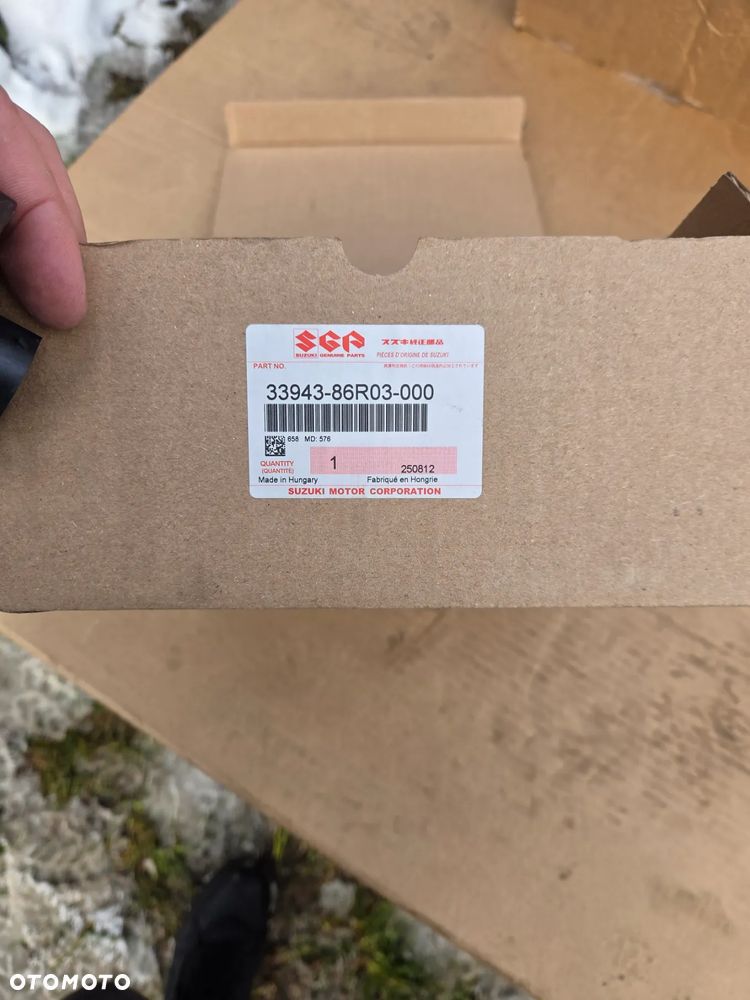 SGP スズキ純正部品
SUZUKI GENUINE PARTS PIECES D'ORIGINE DE SUZUKI
PART NO.
33943-86R03-000
658 MD: 576
QUANTITY 1 250812
(QUANTITÉ)
Made in Hungary Fabriqué en Hongrie
SUZUKI MOTOR CORPORATION
OTOMOTO